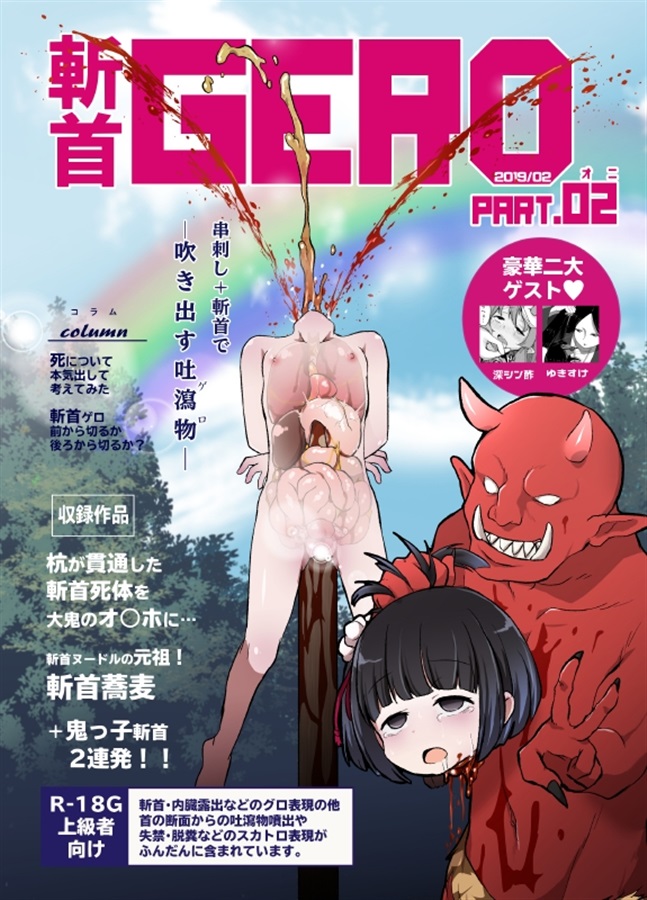 斬首GERO
2019/02
オニ
PART.02
豪華二大
ゲスト♥
深シン酢
ゆきすけ
串刺し+斬首で
―吹き出す吐瀉物―
ゲロ
コラム
column
死について
本気出して
考えてみた
斬首ゲロ
前から切るか
後ろから切るか？
収録作品
杭が貫通した
斬首死体を
大鬼のオ○ホに…
斬首ヌードルの元祖！
斬首蕎麦
＋鬼っ子斬首
2連発！！
R-18G
上級者
向け
斬首・内臓露出などのグロ表現の他
首の断面からの吐瀉物噴出や
失禁・脱糞などのスカトロ表現が
ふんだんに含まれています。